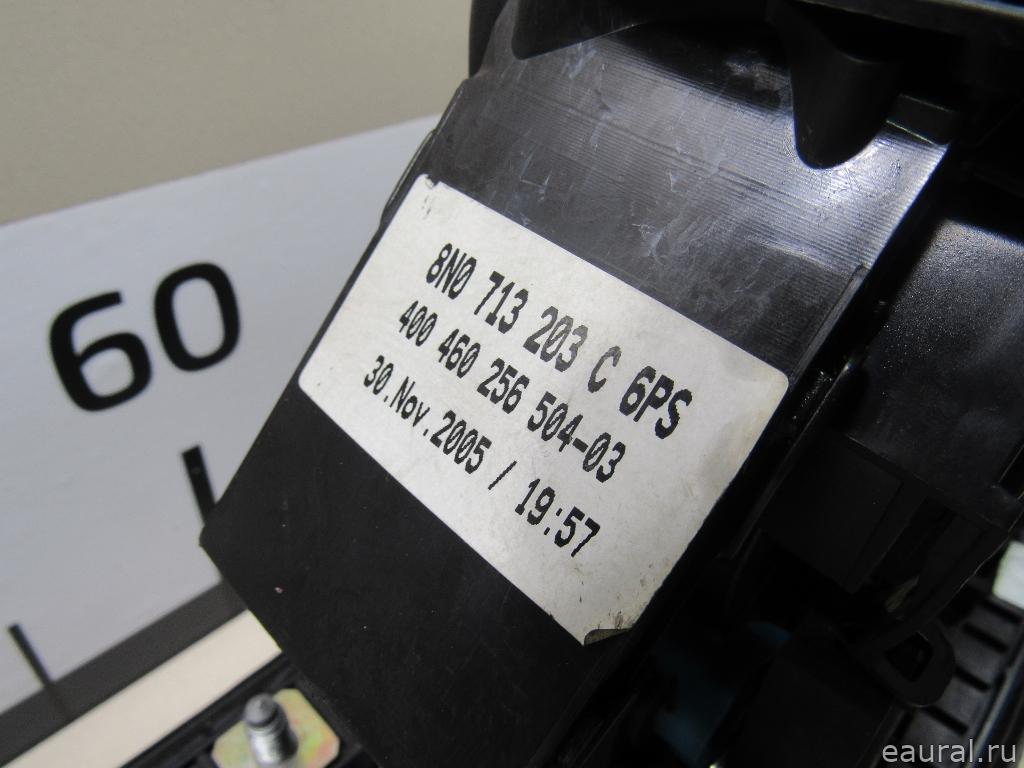 60
8N0 713 203 C 6PS
400 460 256 504-03
30.Nov.2005 / 19:57
eaural.ru